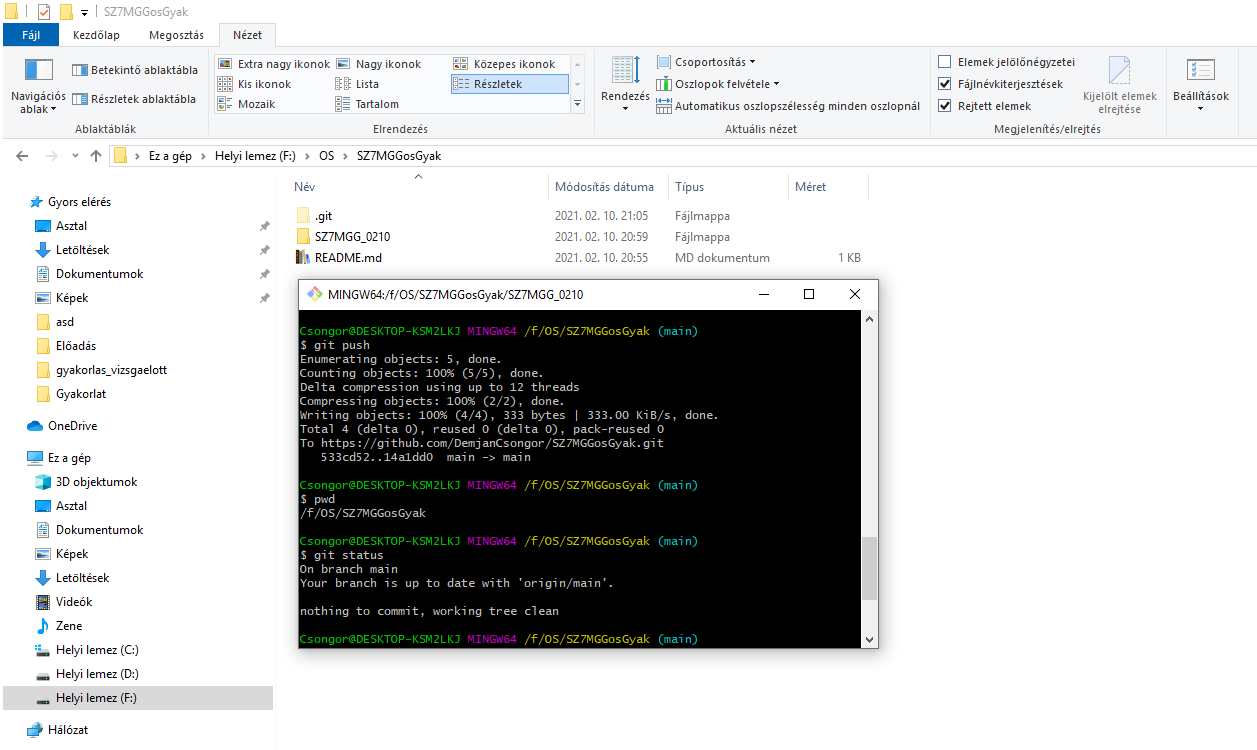 SZ7MGGosGyak
Fájl Kezdőlap Megosztás Nézet
Navigációs ablak
Betekintő ablaktábla
Részletek ablaktábla
Ablaktáblák
Extra nagy ikonok Nagy ikonok Közepes ikonok
Kis ikonok Lista Részletek
Mozaik Tartalom
Elrendezés
Rendezés
Csoportosítás
Oszlopok felvétele
Automatikus oszlopszélesség minden oszlopnál
Aktuális nézet
Elemek jelölőnégyzetei
Fájlnévkiterjesztések
Rejtett elemek
Kijelölt elemek elrejtése
Megjelenítés/elrejtés
Beállítások
Ez a gép › Helyi lemez (F:) › OS › SZ7MGGosGyak
Gyors elérés
Asztal
Letöltések
Dokumentumok
Képek
asd
Előadás
gyakorlas_vizsgaelott
Gyakorlat
OneDrive
Ez a gép
3D objektumok
Asztal
Dokumentumok
Képek
Letöltések
Videók
Zene
Helyi lemez (C:)
Helyi lemez (D:)
Helyi lemez (F:)
Hálózat
Név Módosítás dátuma Típus Méret
.git 2021. 02. 10. 21:05 Fájlmappa
SZ7MGG_0210 2021. 02. 10. 20:59 Fájlmappa
README.md 2021. 02. 10. 20:55 MD dokumentum 1 KB
MINGW64:/f/OS/SZ7MGGosGyak/SZ7MGG_0210
Csongor@DESKTOP-KSM2LKJ MINGW64 /f/OS/SZ7MGGosGyak (main)
$ git push
Enumerating objects: 5, done.
Counting objects: 100% (5/5), done.
Delta compression using up to 12 threads
Compressing objects: 100% (2/2), done.
Writing objects: 100% (4/4), 333 bytes | 333.00 KiB/s, done.
Total 4 (delta 0), reused 0 (delta 0), pack-reused 0
To https://github.com/DemjanCsongor/SZ7MGGosGyak.git
533cd52..14a1dd0 main -> main
Csongor@DESKTOP-KSM2LKJ MINGW64 /f/OS/SZ7MGGosGyak (main)
$ pwd
/f/OS/SZ7MGGosGyak
Csongor@DESKTOP-KSM2LKJ MINGW64 /f/OS/SZ7MGGosGyak (main)
$ git status
On branch main
Your branch is up to date with 'origin/main'.
nothing to commit, working tree clean
Csongor@DESKTOP-KSM2LKJ MINGW64 /f/OS/SZ7MGGosGyak (main)